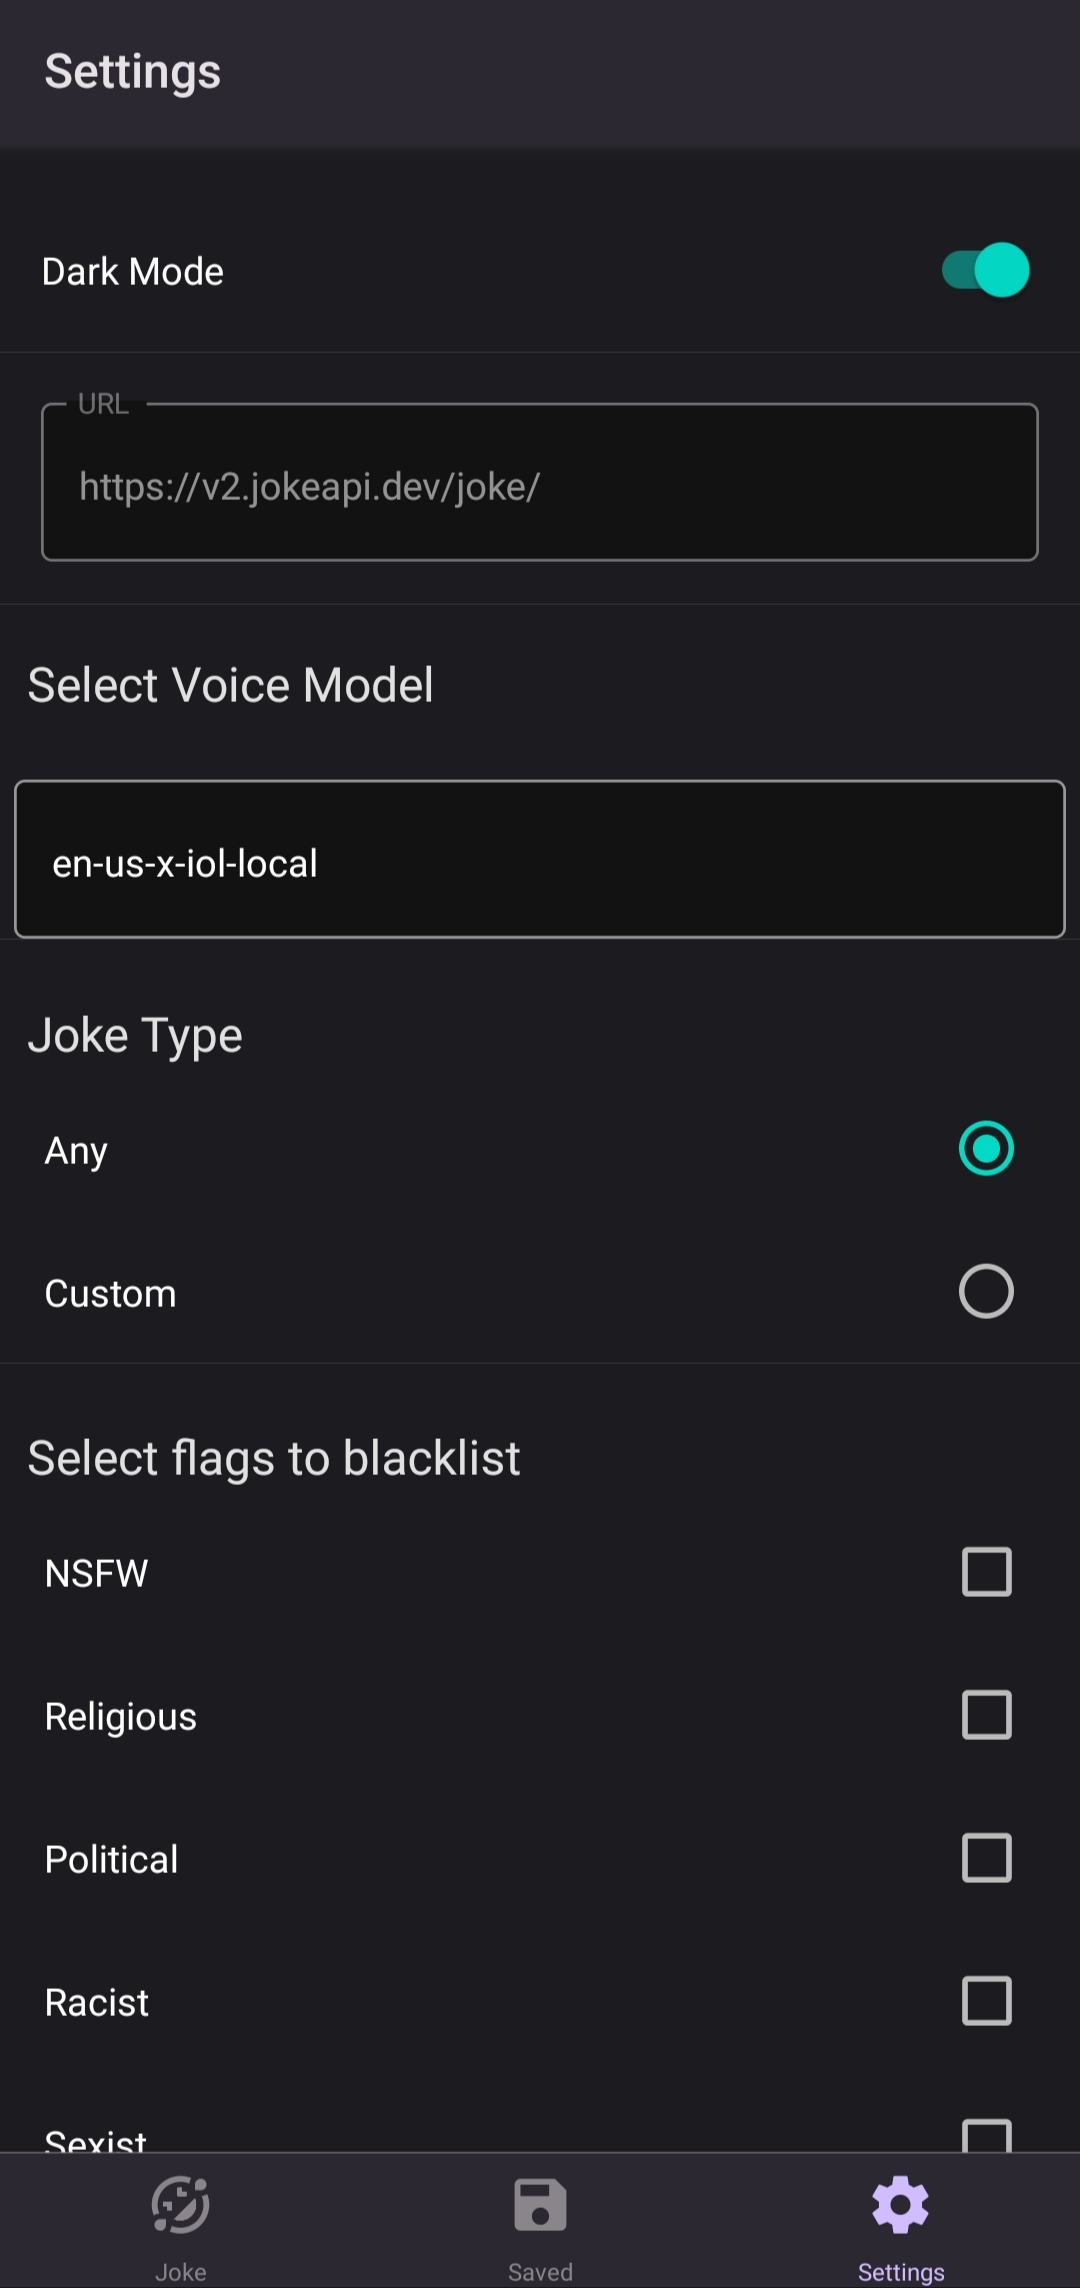 Settings
Dark Mode
URL
https://v2.jokeapi.dev/joke/
Select Voice Model
en-us-x-iol-local
Joke Type
Any
Custom
Select flags to blacklist
NSFW
Religious
Political
Racist
Sexist
Joke
Saved
Settings